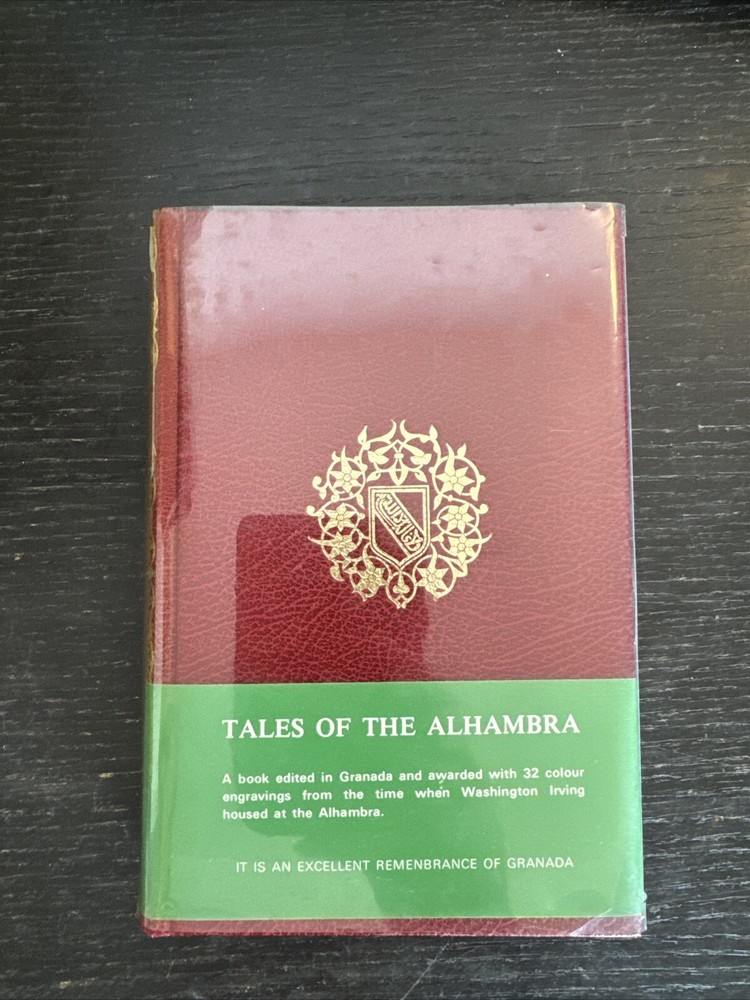 TALES OF THE ALHAMBRA
A book edited in Granada and awarded with 32 colour
engravings from the time when Washington Irving
housed at the Alhambra.
IT IS AN EXCELLENT REMENBRANCE OF GRANADA